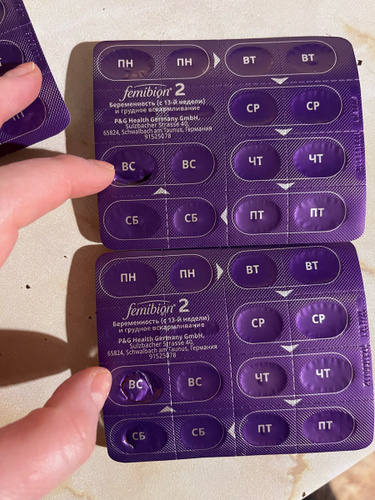 ПН ПН ВТ ВТ
femibion 2
Беременность (с 13-й недели)
и грудное вскармливание
P&G Health Germany GmbH,
Sulzbacher Strasse 40,
65824, Schwalbach am Taunus, Германия
91525078
СР СР
ВС ВС ЧТ ЧТ
СБ СБ ПТ ПТ
ПН ПН ВТ ВТ
femibion 2
Беременность (с 13-й недели)
и грудное вскармливание
P&G Health Germany GmbH,
Sulzbacher Strasse 40,
65824, Schwalbach am Taunus, Германия
91525078
СР СР
ВС ВС ЧТ ЧТ
СБ СБ ПТ ПТ